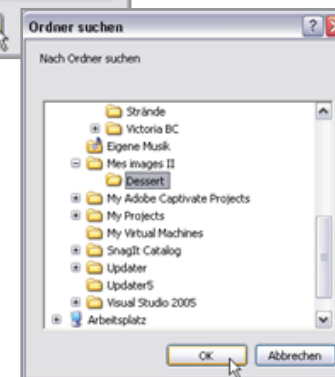 Ordner suchen
Nach Ordner suchen
Strände
Victoria BC
Eigene Musik
Mes images II
Dessert
My Adobe Captivate Projects
My Projects
My Virtual Machines
SnagIt Catalog
Updater
Updater5
Visual Studio 2005
Arbeitsplatz
OK Abbrechen